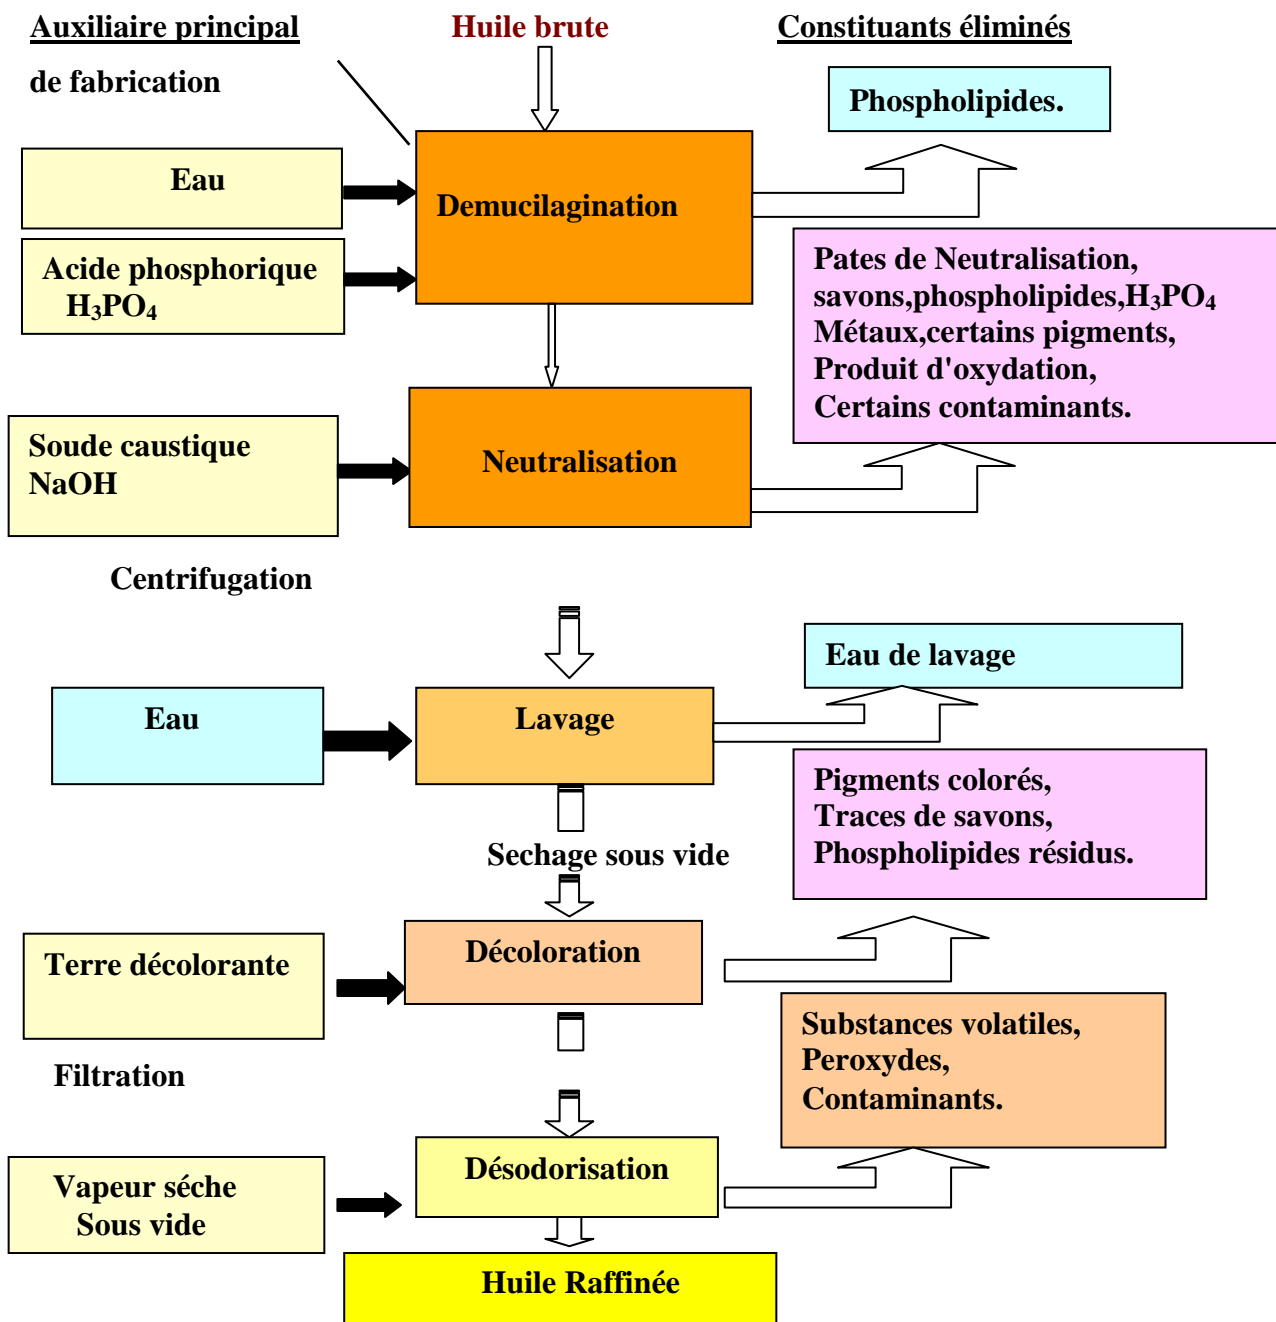 Auxiliaire principal
de fabrication
Huile brute
Constituants éliminés
Phospholipides.
Eau
Demucilagination
Acide phosphorique
H₃PO₄
Pates de Neutralisation,
savons,phospholipides,H₃PO₄
Métaux,certains pigments,
Produit d'oxydation,
Certains contaminants.
Soude caustique
NaOH
Neutralisation
Centrifugation
Eau de lavage
Eau
Lavage
Pigments colorés,
Traces de savons,
Phospholipides résidus.
Sechage sous vide
Terre décolorante
Décoloration
Substances volatiles,
Peroxydes,
Contaminants.
Filtration
Vapeur séche
Sous vide
Désodorisation
Huile Raffinée